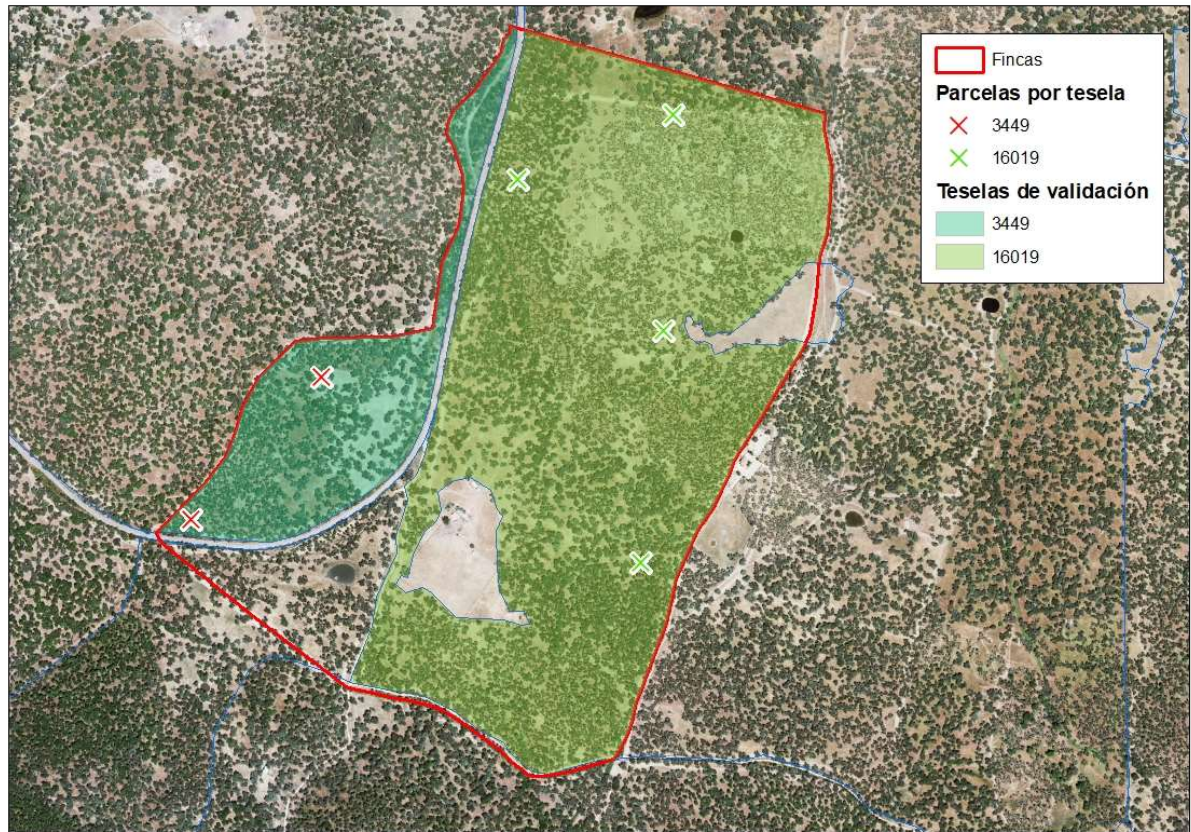 Fincas
Parcelas por tesela
3449
16019
Teselas de validación
3449
16019